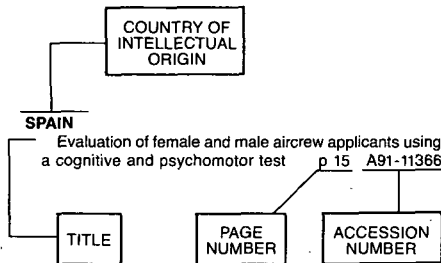 COUNTRY OF
INTELLECTUAL
ORIGIN
SPAIN
Evaluation of female and male aircrew applicants using
a cognitive and psychomotor test p 15 A91-11366
TITLE
PAGE
NUMBER
ACCESSION
NUMBER